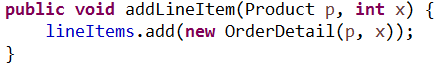 public void addLineItem(Product p, int x) {
    lineItems.add(new OrderDetail(p, x));
}